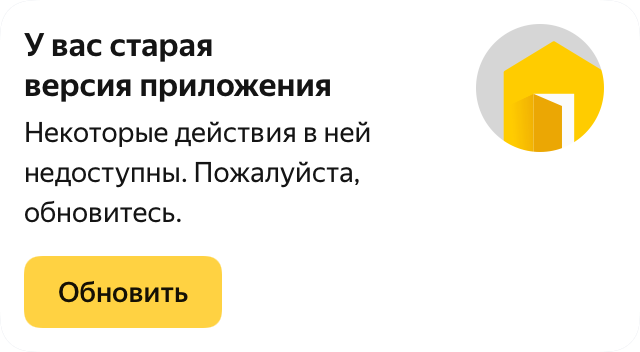 У вас старая
версия приложения
Некоторые действия в ней
недоступны. Пожалуйста,
обновитесь.
Обновить